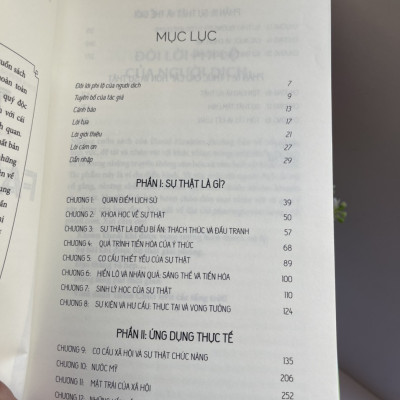 MỤC LỤC
Đôi lời phi lộ của người dịch 7
Tuyên bố của tác giả 9
Cảnh báo 13
Lời tựa 17
Lời giới thiệu 21
Lời cảm ơn 27
Dẫn nhập 29
PHẦN I: SỰ THẬT LÀ GÌ?
CHƯƠNG 1: QUAN ĐIỂM LỊCH SỬ 39
CHƯƠNG 2: KHOA HỌC VỀ SỰ THẬT 50
CHƯƠNG 3: SỰ THẬT LÀ ĐIỀU BÍ ẨN: THÁCH THỨC VÀ ĐẤU TRANH 57
CHƯƠNG 4: QUÁ TRÌNH TIẾN HÓA CỦA Ý THỨC 68
CHƯƠNG 5: CƠ CẤU THIẾT YẾU CỦA SỰ THẬT 89
CHƯƠNG 6: HIỂN LỘ VÀ NHÂN QUẢ: SÁNG THẾ VÀ TIẾN HÓA 100
CHƯƠNG 7: SINH LÝ HỌC CỦA SỰ THẬT 110
CHƯƠNG 8: SỰ KIỆN VÀ HƯ CẤU: THỰC TẠI VÀ VỌNG TƯỞNG 124
PHẦN II: ỨNG DỤNG THỰC TẾ
CHƯƠNG 9: CƠ CẤU XÃ HỘI VÀ SỰ THẬT CHỨC NĂNG 135
CHƯƠNG 10: NƯỚC MỸ 206
CHƯƠNG 11: MẶT TRÁI CỦA XÃ HỘI 252